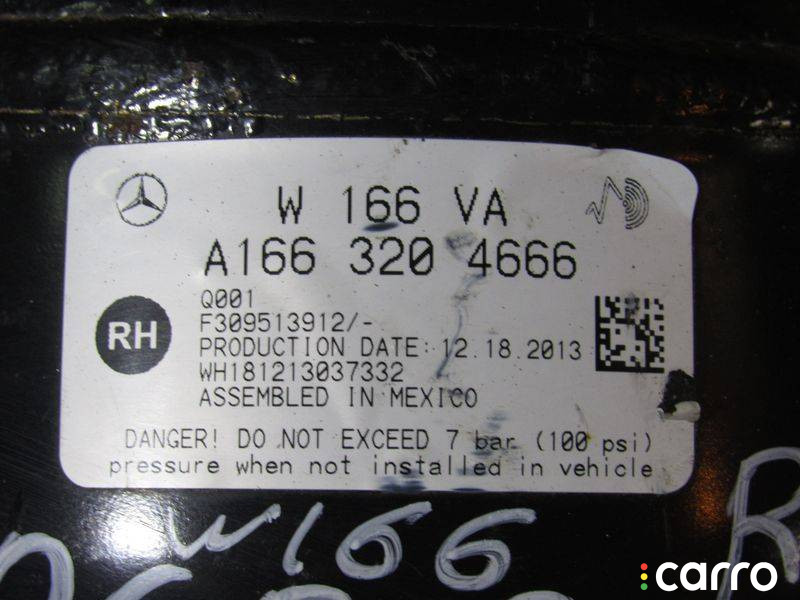 W 166 VA
A166 320 4666
RH
Q001
F309513912/-
PRODUCTION DATE: 12.18.2013
WH181213037332
ASSEMBLED IN MEXICO
DANGER! DO NOT EXCEED 7 bar (100 psi)
pressure when not installed in vehicle
W166
R
carro